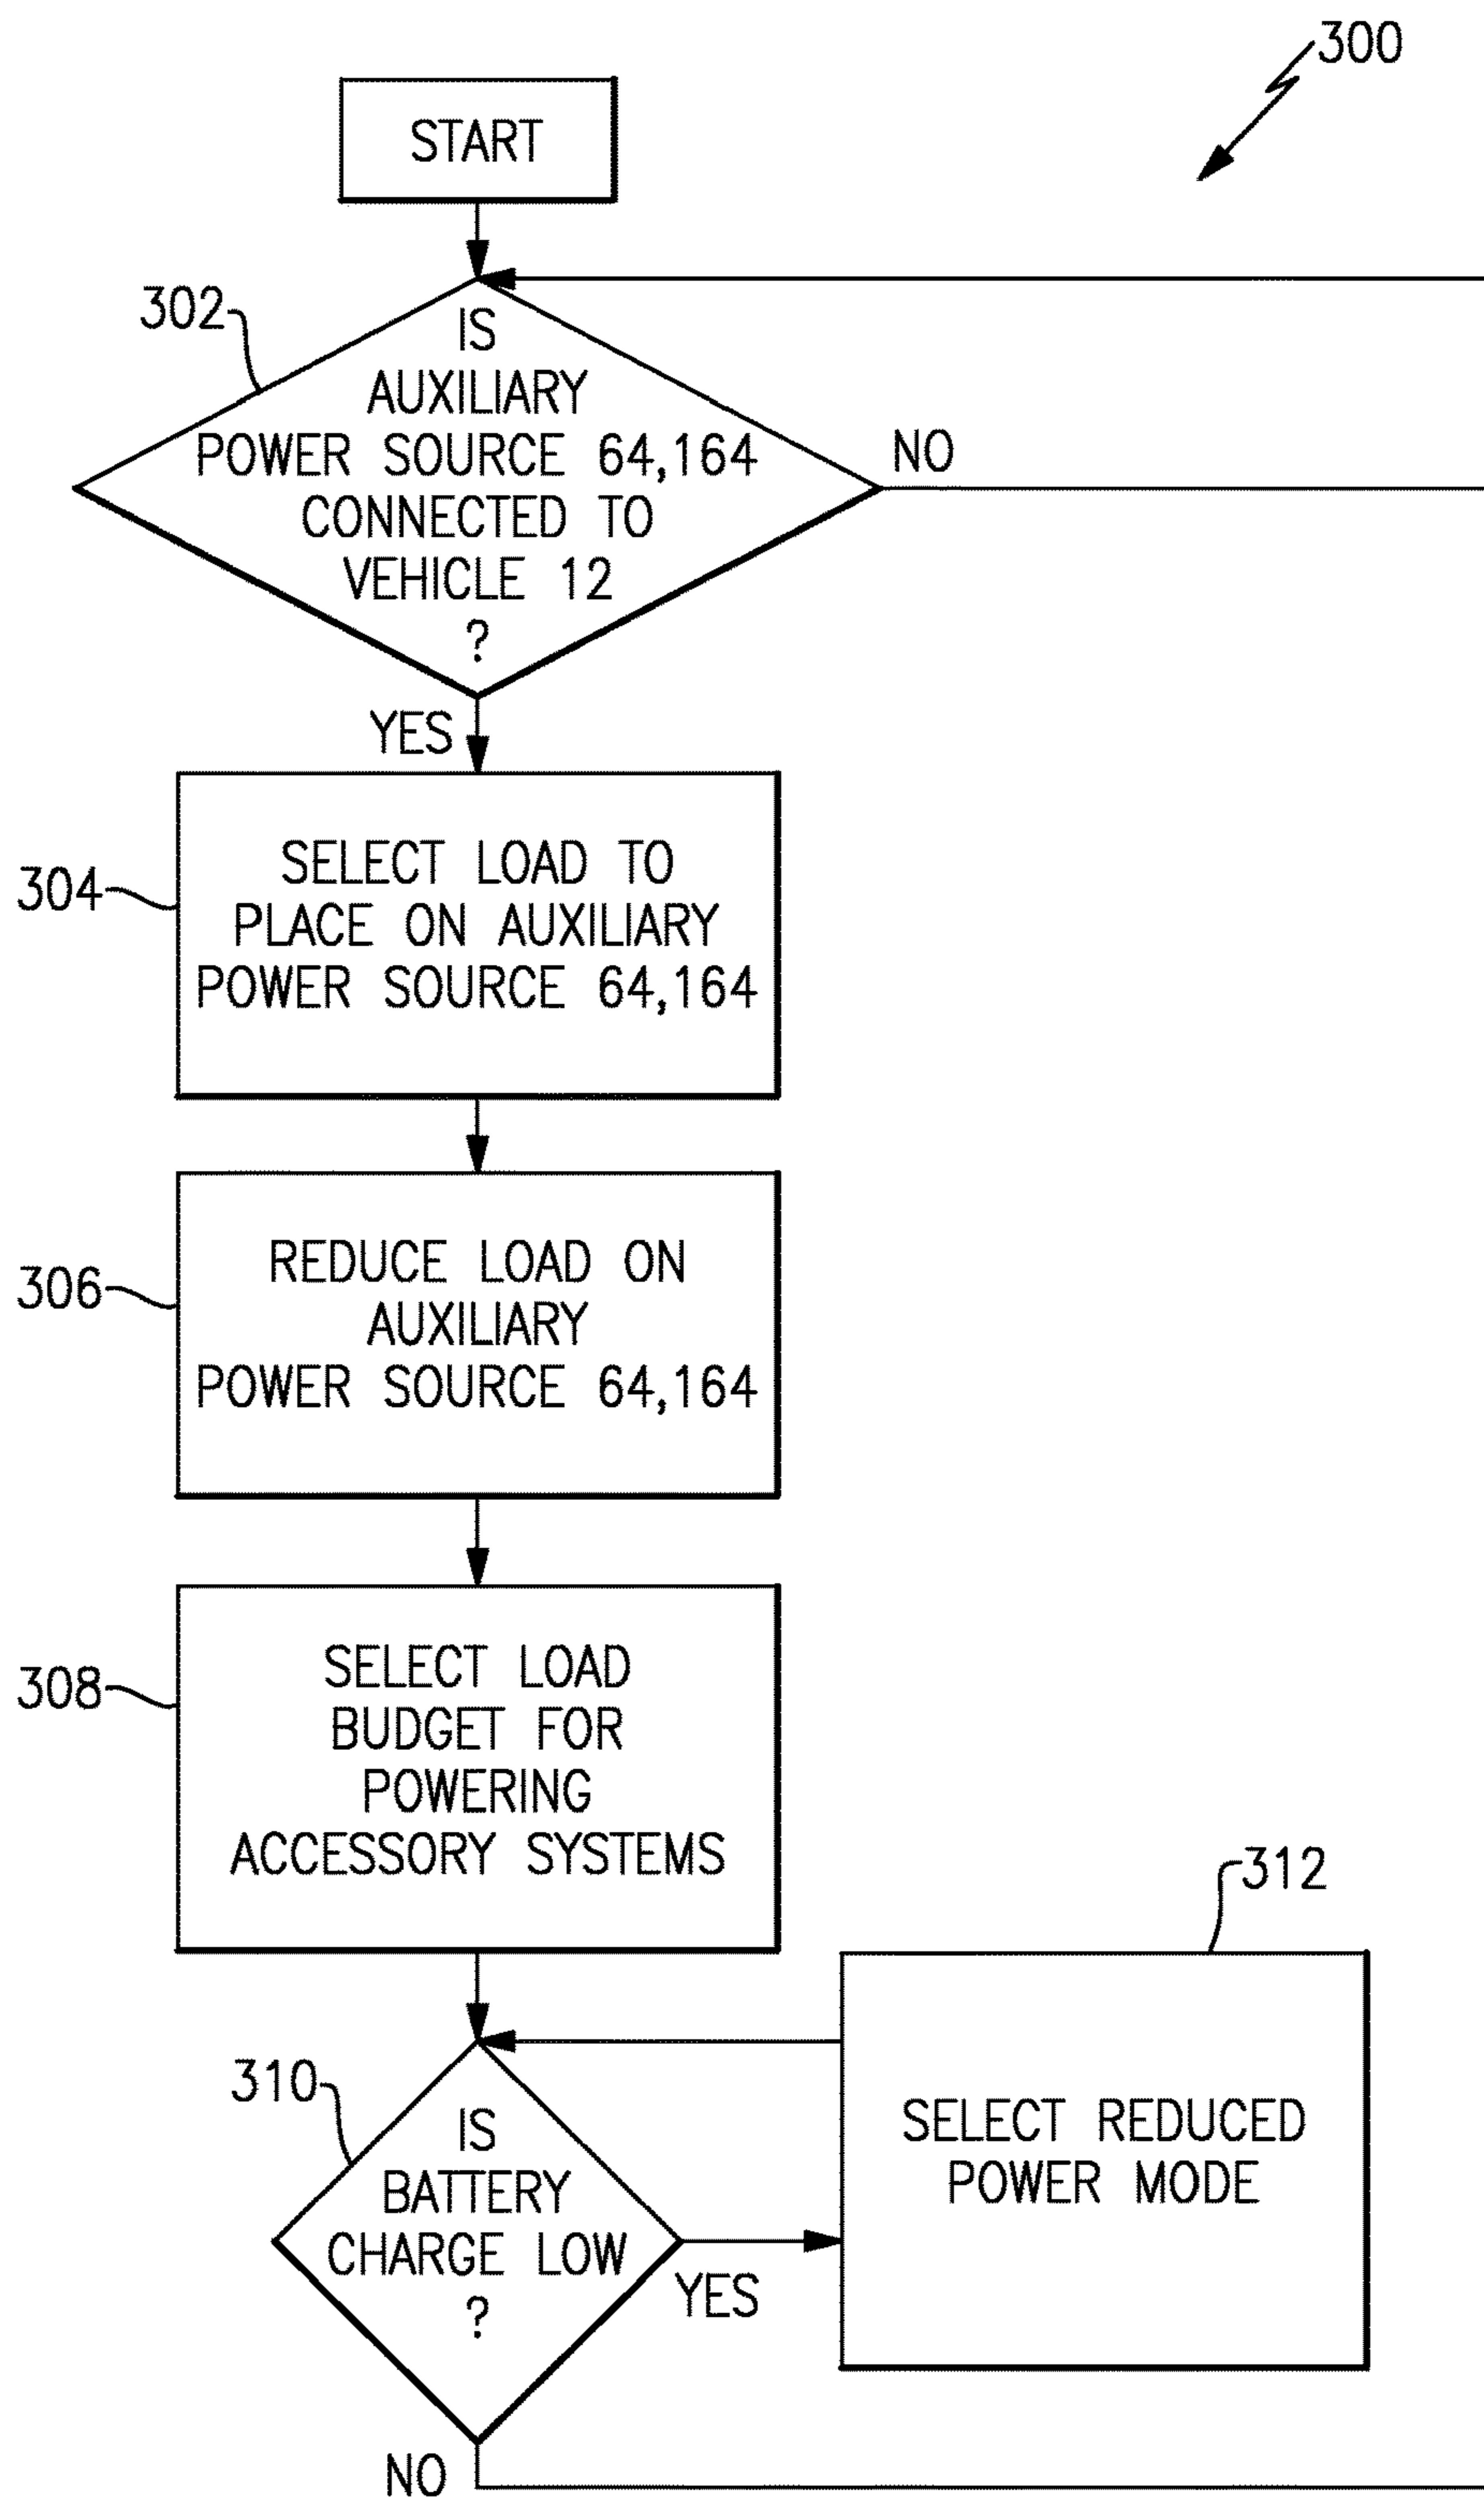 300
START
302
IS
AUXILIARY
POWER SOURCE 64,164
CONNECTED TO
VEHICLE 12
?
NO
YES
304
SELECT LOAD TO
PLACE ON AUXILIARY
POWER SOURCE 64,164
306
REDUCE LOAD ON
AUXILIARY
POWER SOURCE 64,164
308
SELECT LOAD
BUDGET FOR
POWERING
ACCESSORY SYSTEMS
312
310
IS
BATTERY
CHARGE LOW
?
YES
SELECT REDUCED
POWER MODE
NO